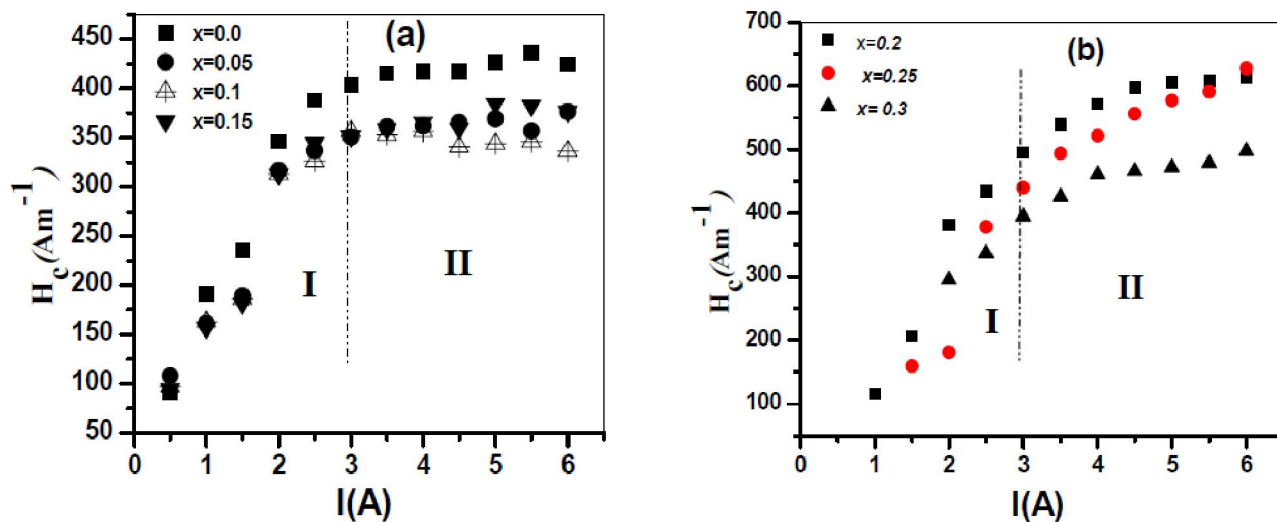 (a)
x=0.0
x=0.05
x=0.1
x=0.15
450
400
350
300
250
200
150
100
50
Hc(Am-1)
I
II
0 1 2 3 4 5 6
I(A)
(b)
x=0.2
x=0.25
x= 0.3
700
600
500
400
300
200
100
Hc(Am-1)
I
II
0 1 2 3 4 5 6
I(A)